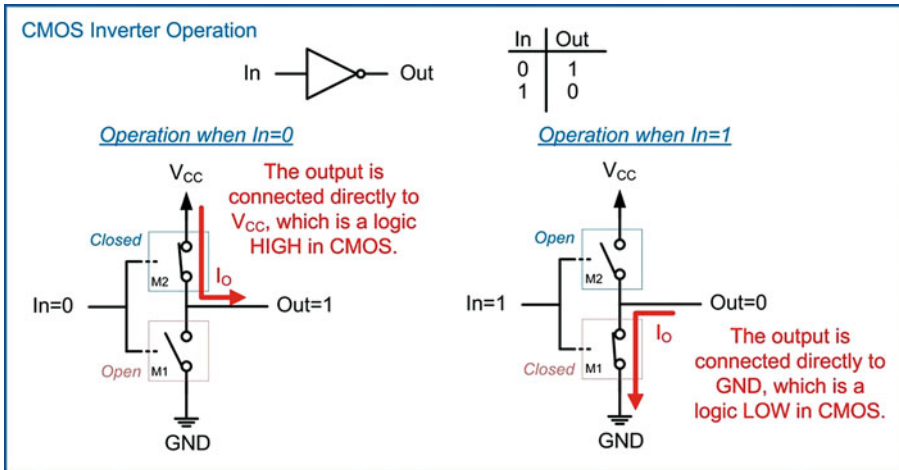 CMOS Inverter Operation
In
Out
In Out
0 1
1 0
Operation when In=0
VCC
The output is
connected directly to
VCC, which is a logic
HIGH in CMOS.
Closed
M2
IO
In=0
Out=1
Open
M1
GND
Operation when In=1
VCC
Open
M2
In=1
Out=0
IO
Closed
M1
The output is
connected directly to
GND, which is a
logic LOW in CMOS.
GND